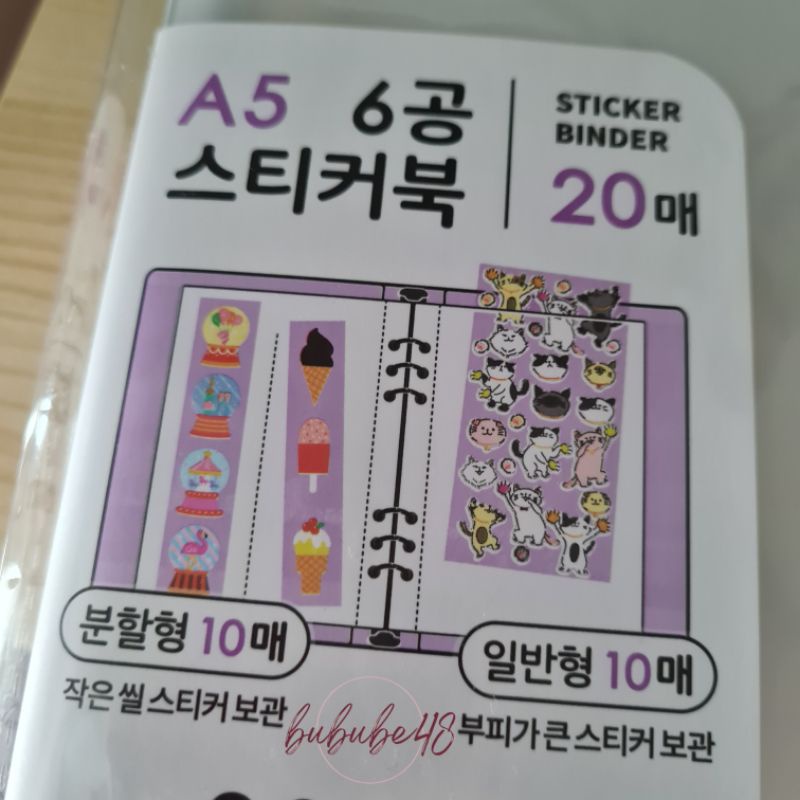 A5 6공
스티커북
STICKER
BINDER
20매
분할형 10매
작은 씰 스티커 보관
일반형 10매
부피가 큰 스티커 보관
bubube48